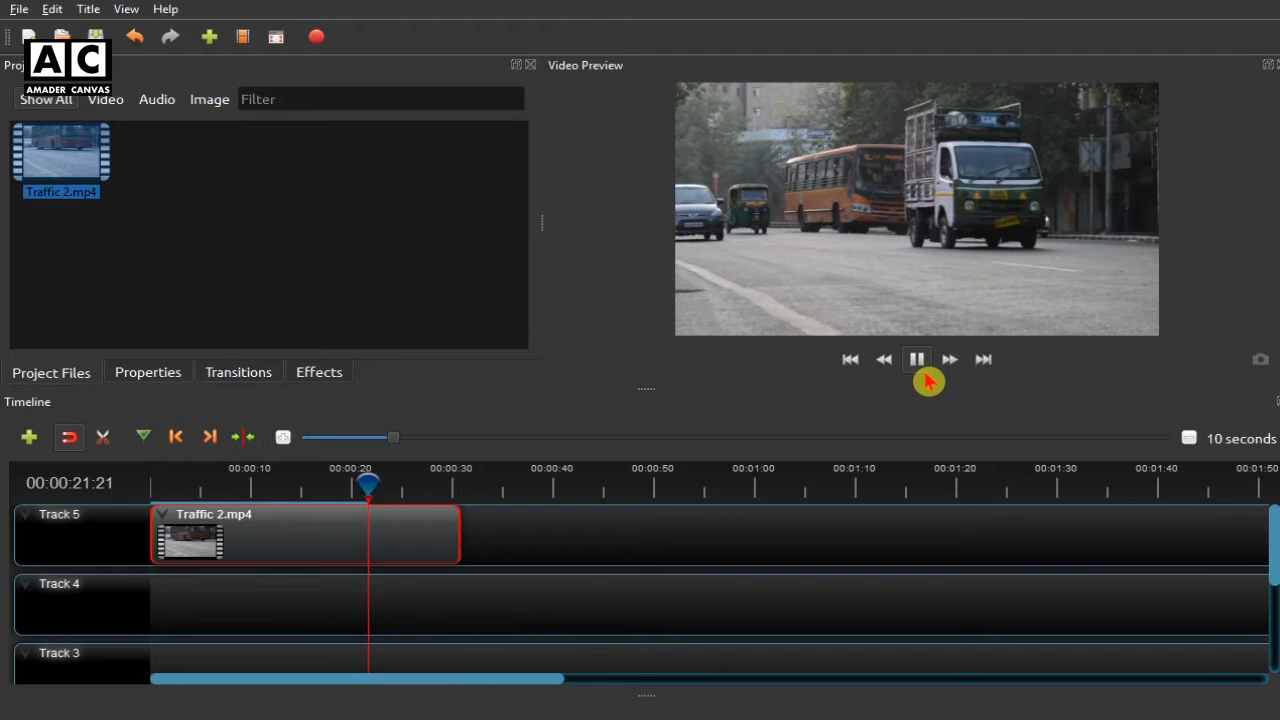 File Edit Title View Help
AC
AMADER CANVAS
Proj
Video Preview
Show All Video Audio Image Filter
Traffic 2.mp4
Project Files Properties Transitions Effects
Timeline
10 seconds
00:00:21:21
00:00:10 00:00:20 00:00:30 00:00:40 00:00:50 00:01:00 00:01:10 00:01:20 00:01:30 00:01:40 00:01:50
Track 5
Traffic 2.mp4
Track 4
Track 3